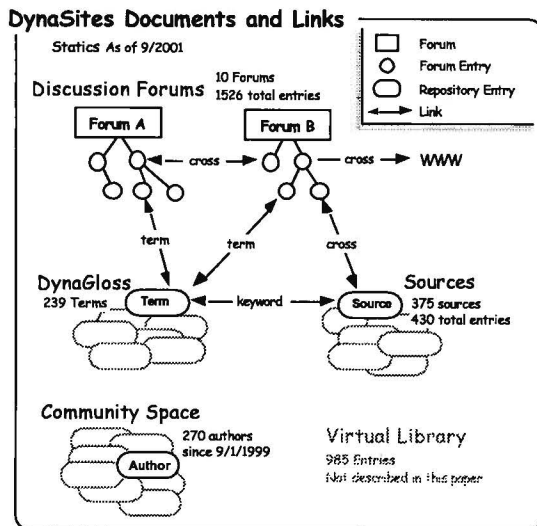 DynaSites Documents and Links
Statics As of 9/2001
Forum
Forum Entry
Repository Entry
Link
Discussion Forums
10 Forums
1526 total entries
Forum A
Forum B
cross
cross
WWW
term
term
cross
DynaGloss
239 Terms
Term
keyword
Source
Sources
375 sources
430 total entries
Community Space
270 authors
since 9/1/1999
Author
Virtual Library
985 Entries
Not described in this paper